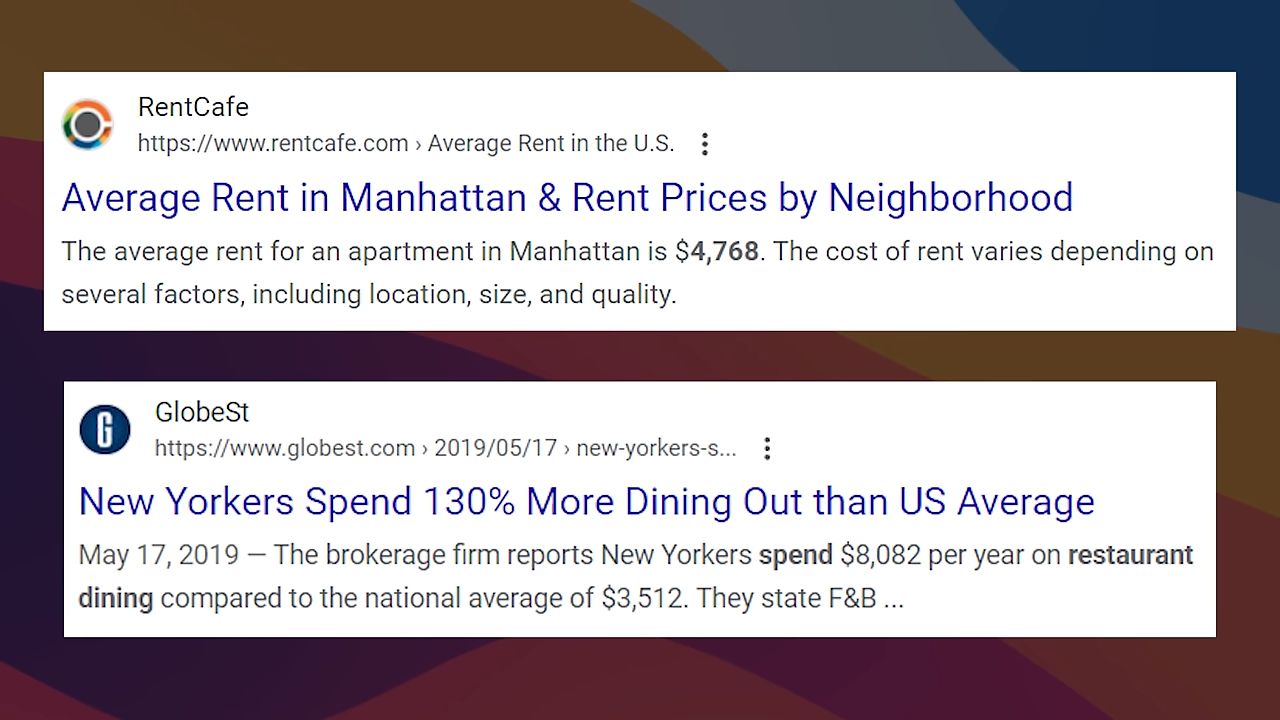 RentCafe
https://www.rentcafe.com › Average Rent in the U.S.
Average Rent in Manhattan & Rent Prices by Neighborhood
The average rent for an apartment in Manhattan is $4,768. The cost of rent varies depending on
several factors, including location, size, and quality.
G
GlobeSt
https://www.globest.com › 2019/05/17 › new-yorkers-s...
New Yorkers Spend 130% More Dining Out than US Average
May 17, 2019 — The brokerage firm reports New Yorkers spend $8,082 per year on restaurant
dining compared to the national average of $3,512. They state F&B ...